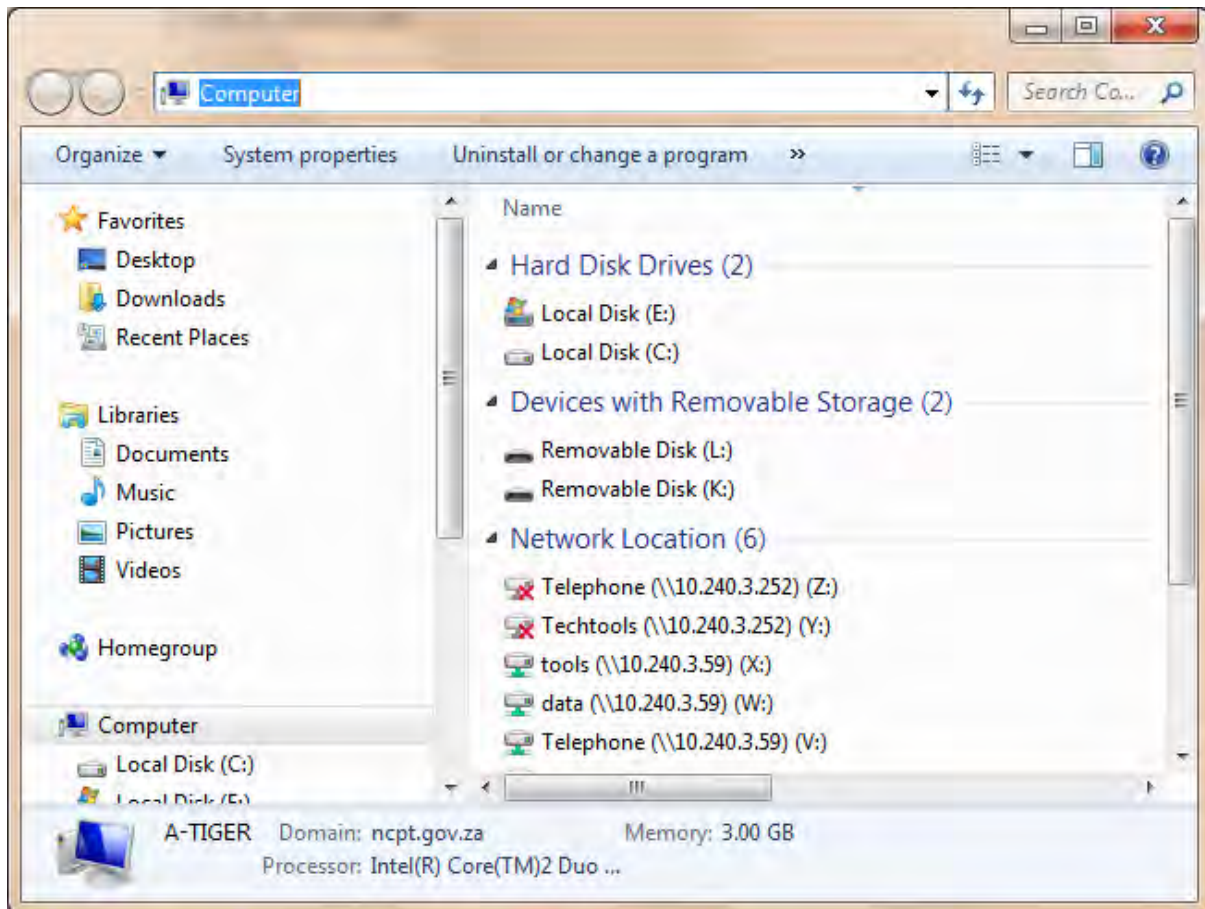 Computer
Search Co...
Organize System properties Uninstall or change a program »
Favorites
Desktop
Downloads
Recent Places
Libraries
Documents
Music
Pictures
Videos
Homegroup
Computer
Local Disk (C:)
Local Disk (E:)
Name
Hard Disk Drives (2)
Local Disk (E:)
Local Disk (C:)
Devices with Removable Storage (2)
Removable Disk (L:)
Removable Disk (K:)
Network Location (6)
Telephone (\\10.240.3.252) (Z:)
Techtools (\\10.240.3.252) (Y:)
tools (\\10.240.3.59) (X:)
data (\\10.240.3.59) (W:)
Telephone (\\10.240.3.59) (V:)
A-TIGER Domain: ncpt.gov.za Memory: 3.00 GB
Processor: Intel(R) Core(TM)2 Duo ...